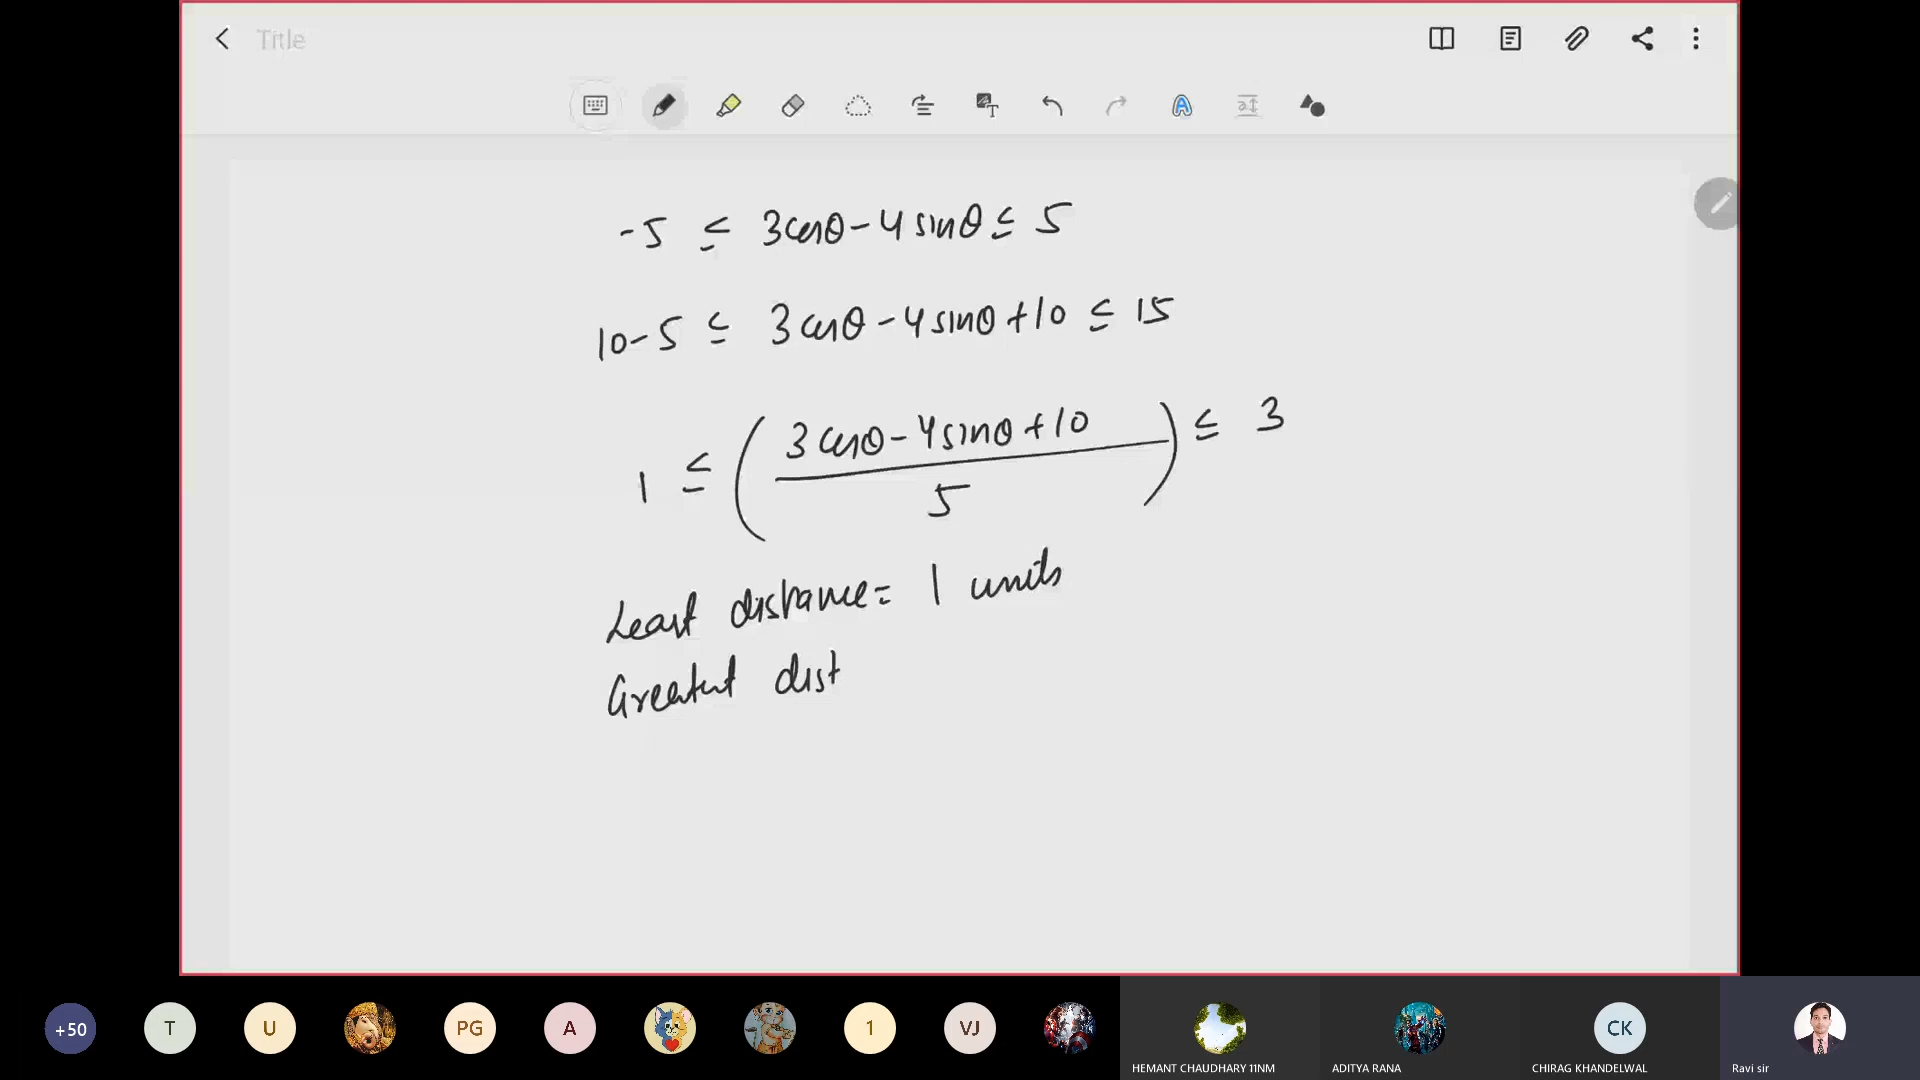 Title
-5 ≤ 3cosθ-4sinθ ≤ 5
10-5 ≤ 3cosθ-4sinθ+10 ≤ 15
1 ≤ (3cosθ-4sinθ+10 / 5) ≤ 3
Least distance = 1 units
Greatest dist
+50 T U PG A 1 VJ CK
HEMANT CHAUDHARY 11NM ADITYA RANA CHIRAG KHANDELWAL Ravi sir